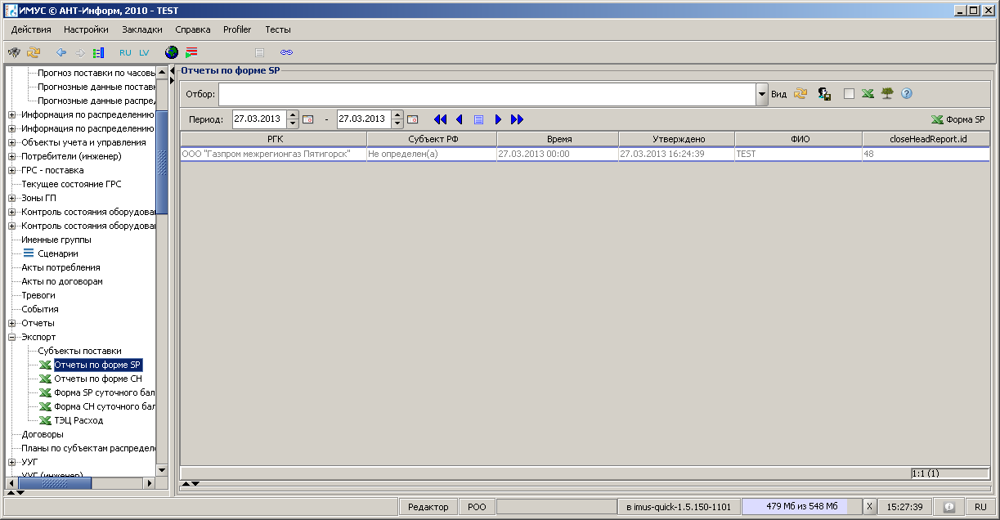 ИМУС © АНТ-Информ, 2010 - TEST
Действия Настройки Закладки Справка Profiler Тесты
RU LV
Прогноз поставки по часовы
Прогнозные данные постав
Прогнозные данные распре
Информация по распределению
Информация по распределению
Объекты учета и управления
Потребители (инженер)
ГРС - поставка
Текущее состояние ГРС
Зоны ГП
Контроль состояния оборудова
Контроль состояния оборудова
Именные группы
Сценарии
Акты потребления
Акты по договорам
Тревоги
События
Отчеты
Экспорт
Субъекты поставки
Отчеты по форме SP
Отчеты по форме CH
Форма SP суточного бал
Форма CH суточного бал
ТЭЦ Расход
Договоры
Планы по субъектам распредел
УУГ
УУГ (инженер)
Отчеты по форме SP
Отбор: Вид
Период: 27.03.2013 - 27.03.2013 Форма SP
РГК Субъект РФ Время Утверждено ФИО closeHeadReport.id
ООО "Газпром межрегионгаз Пятигорск" Не определен(а) 27.03.2013 00:00 27.03.2013 16:24:39 TEST 48
1:1 (1)
Редактор РОО в imus-quick-1.5.150-1101 479 Мб из 548 Мб X 15:27:39 RU